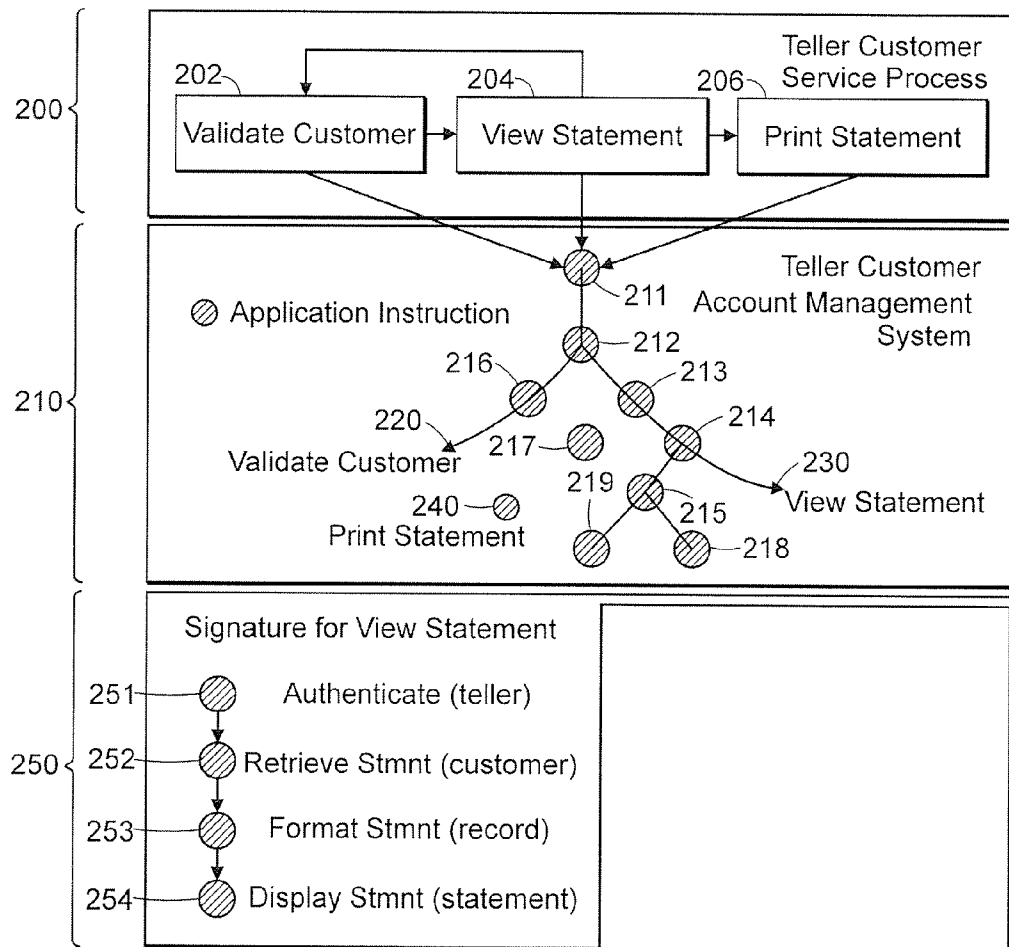 200
Teller Customer
Service Process
202
204
206
Validate Customer
View Statement
Print Statement
210
Teller Customer
Account Management
System
Application Instruction
211
212
216
213
220
214
217
Validate Customer
230
219
View Statement
240
215
Print Statement
218
250
Signature for View Statement
251
Authenticate (teller)
252
Retrieve Stmnt (customer)
253
Format Stmnt (record)
254
Display Stmnt (statement)